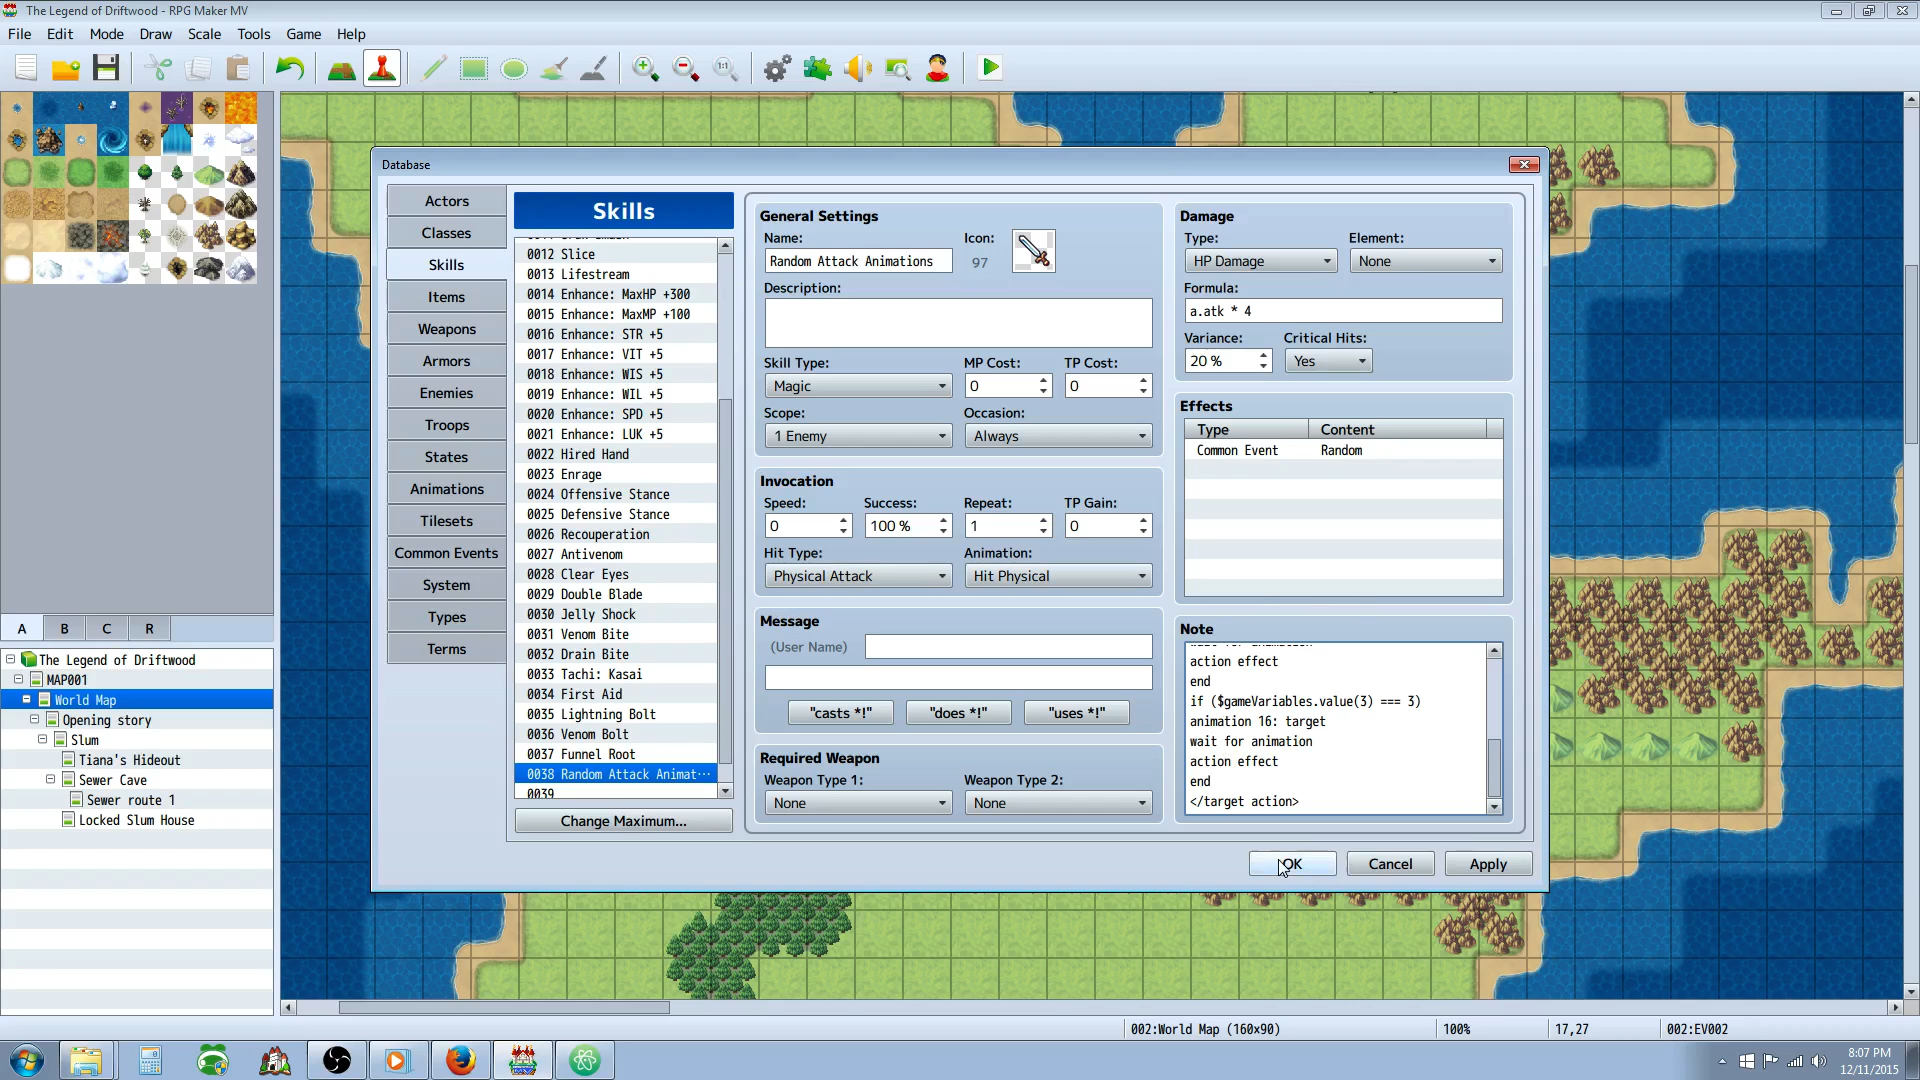 The Legend of Driftwood - RPG Maker MV
File Edit Mode Draw Scale Tools Game Help
1:1
Database
Actors
Classes
Skills
Items
Weapons
Armors
Enemies
Troops
States
Animations
Tilesets
Common Events
System
Types
Terms
Skills
0012 Slice
0013 Lifestream
0014 Enhance: MaxHP +300
0015 Enhance: MaxMP +100
0016 Enhance: STR +5
0017 Enhance: VIT +5
0018 Enhance: WIS +5
0019 Enhance: WIL +5
0020 Enhance: SPD +5
0021 Enhance: LUK +5
0022 Hired Hand
0023 Enrage
0024 Offensive Stance
0025 Defensive Stance
0026 Recouperation
0027 Antivenom
0028 Clear Eyes
0029 Double Blade
0030 Jelly Shock
0031 Venom Bite
0032 Drain Bite
0033 Tachi: Kasai
0034 First Aid
0035 Lightning Bolt
0036 Venom Bolt
0037 Funnel Root
0038 Random Attack Animat···
0039
Change Maximum...
General Settings
Name: Icon:
Random Attack Animations 97
Description:
Skill Type: MP Cost: TP Cost:
Magic 0 0
Scope: Occasion:
1 Enemy Always
Invocation
Speed: Success: Repeat: TP Gain:
0 100 % 1 0
Hit Type: Animation:
Physical Attack Hit Physical
Message
(User Name)
"casts *!" "does *!" "uses *!"
Required Weapon
Weapon Type 1: Weapon Type 2:
None None
Damage
Type: Element:
HP Damage None
Formula:
a.atk * 4
Variance: Critical Hits:
20 % Yes
Effects
Type Content
Common Event Random
Note
wait for animation
action effect
end
if ($gameVariables.value(3) === 3)
animation 16: target
wait for animation
action effect
end
</target action>
OK Cancel Apply
A B C R
The Legend of Driftwood
MAP001
World Map
Opening story
Slum
Tiana's Hideout
Sewer Cave
Sewer route 1
Locked Slum House
002:World Map (160x90) 100% 17,27 002:EV002
8:07 PM
12/11/2015